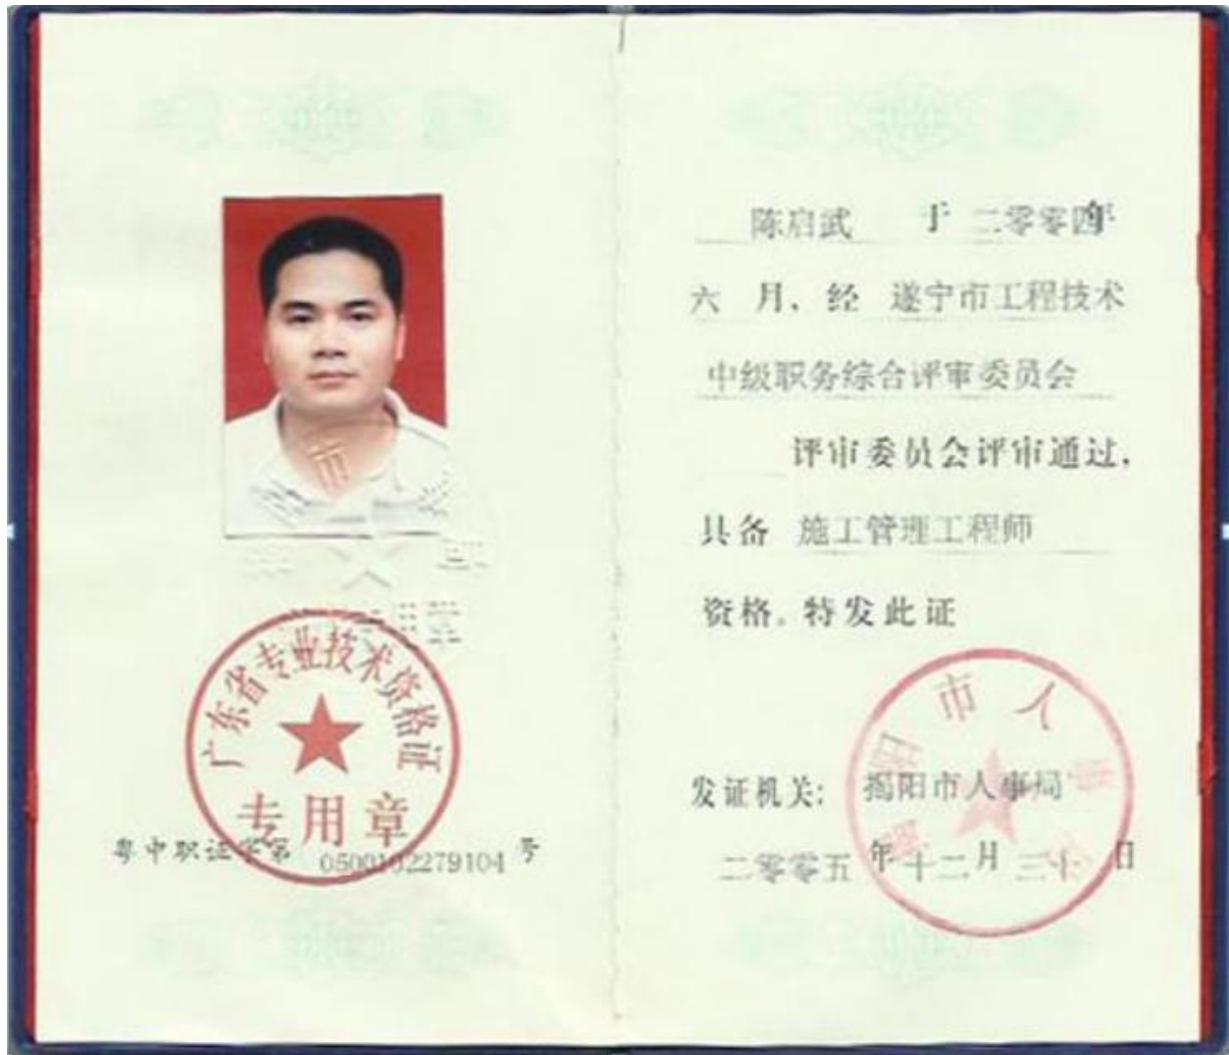 广东省专业技术资格证
专用章
粤中职证字第 0500102279104 号
陈启武 于 二零零四年
六 月、经 遂宁市工程技术
中级职务综合评审委员会
评审委员会评审通过,
具备 施工管理工程师
资格。特发此证
发证机关: 揭阳市人事局
二零零五 年 十二 月 三十 日